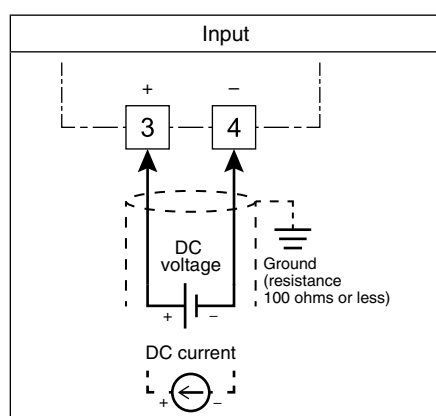 Input
+ −
3 4
DC
voltage
Ground
(resistance
100 ohms or less)
+ −
DC current
+ −